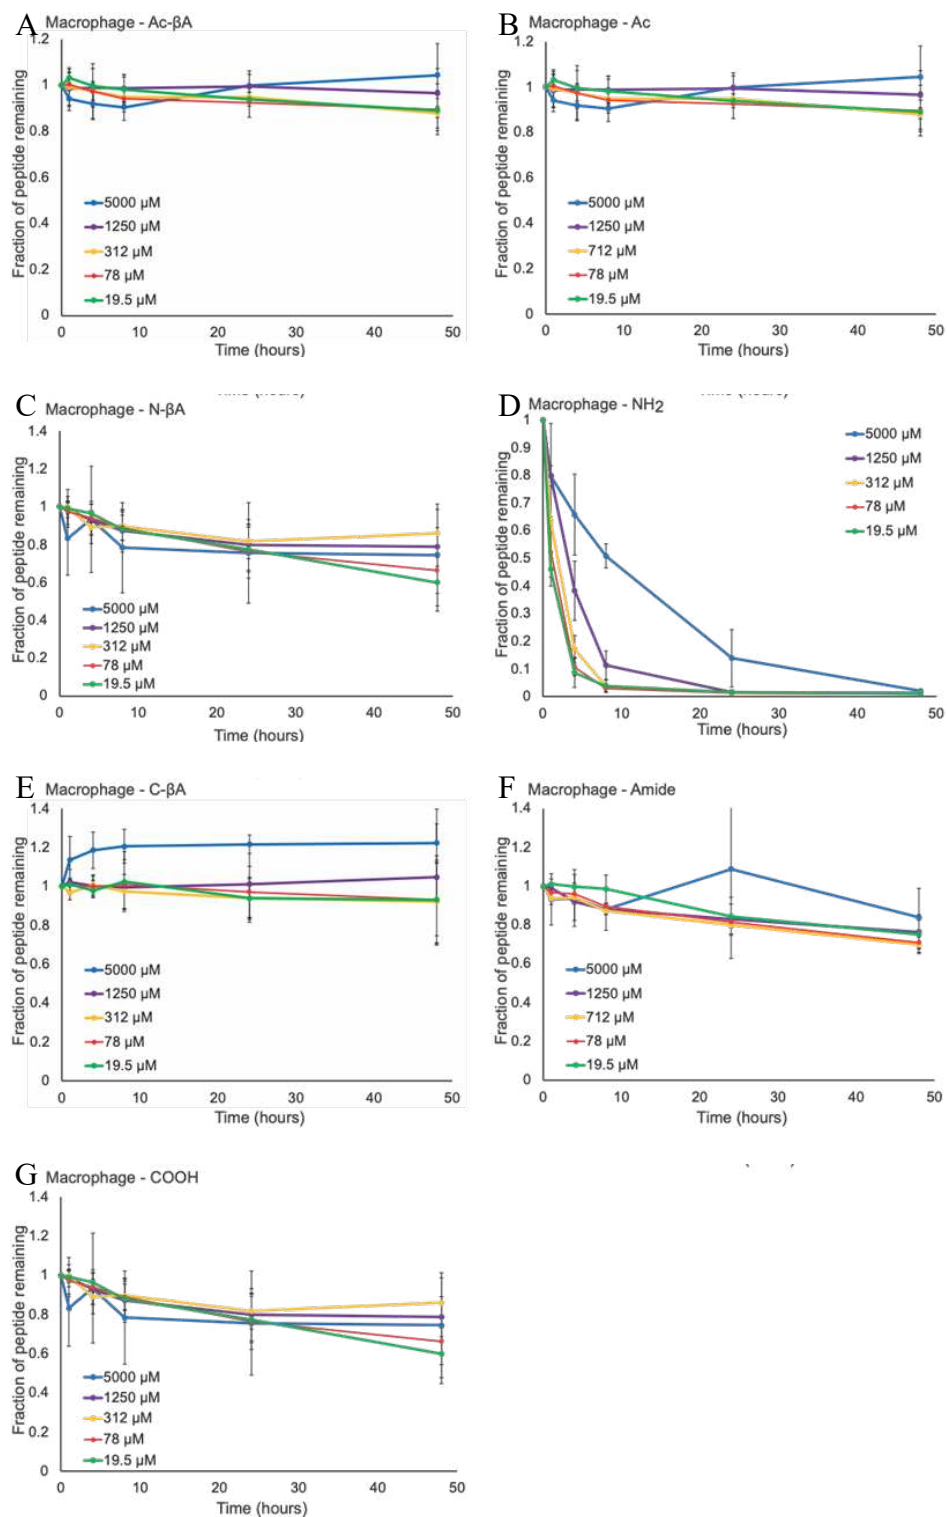 A Macrophage - Ac-βA
Fraction of peptide remaining
1.2
1
0.8
0.6
0.4
0.2
0
5000 µM
1250 µM
312 µM
78 µM
19.5 µM
0 10 20 30 40 50
Time (hours)
B Macrophage - Ac
Fraction of peptide remaining
1.2
1
0.8
0.6
0.4
0.2
0
5000 µM
1250 µM
712 µM
78 µM
19.5 µM
0 10 20 30 40 50
Time (hours)
C Macrophage - N-βA
Fraction of peptide remaining
1.4
1.2
1
0.8
0.6
0.4
0.2
0
5000 µM
1250 µM
312 µM
78 µM
19.5 µM
0 10 20 30 40 50
Time (hours)
D Macrophage - NH2
Fraction of peptide remaining
1
0.9
0.8
0.7
0.6
0.5
0.4
0.3
0.2
0.1
0
5000 µM
1250 µM
312 µM
78 µM
19.5 µM
0 10 20 30 40 50
Time (hours)
E Macrophage - C-βA
Fraction of peptide remaining
1.4
1.2
1
0.8
0.6
0.4
0.2
0
5000 µM
1250 µM
312 µM
78 µM
19.5 µM
0 10 20 30 40 50
Time (hours)
F Macrophage - Amide
Fraction of peptide remaining
1.4
1.2
1
0.8
0.6
0.4
0.2
0
5000 µM
1250 µM
712 µM
78 µM
19.5 µM
0 10 20 30 40 50
Time (hours)
G Macrophage - COOH
Fraction of peptide remaining
1.4
1.2
1
0.8
0.6
0.4
0.2
0
5000 µM
1250 µM
312 µM
78 µM
19.5 µM
0 10 20 30 40 50
Time (hours)